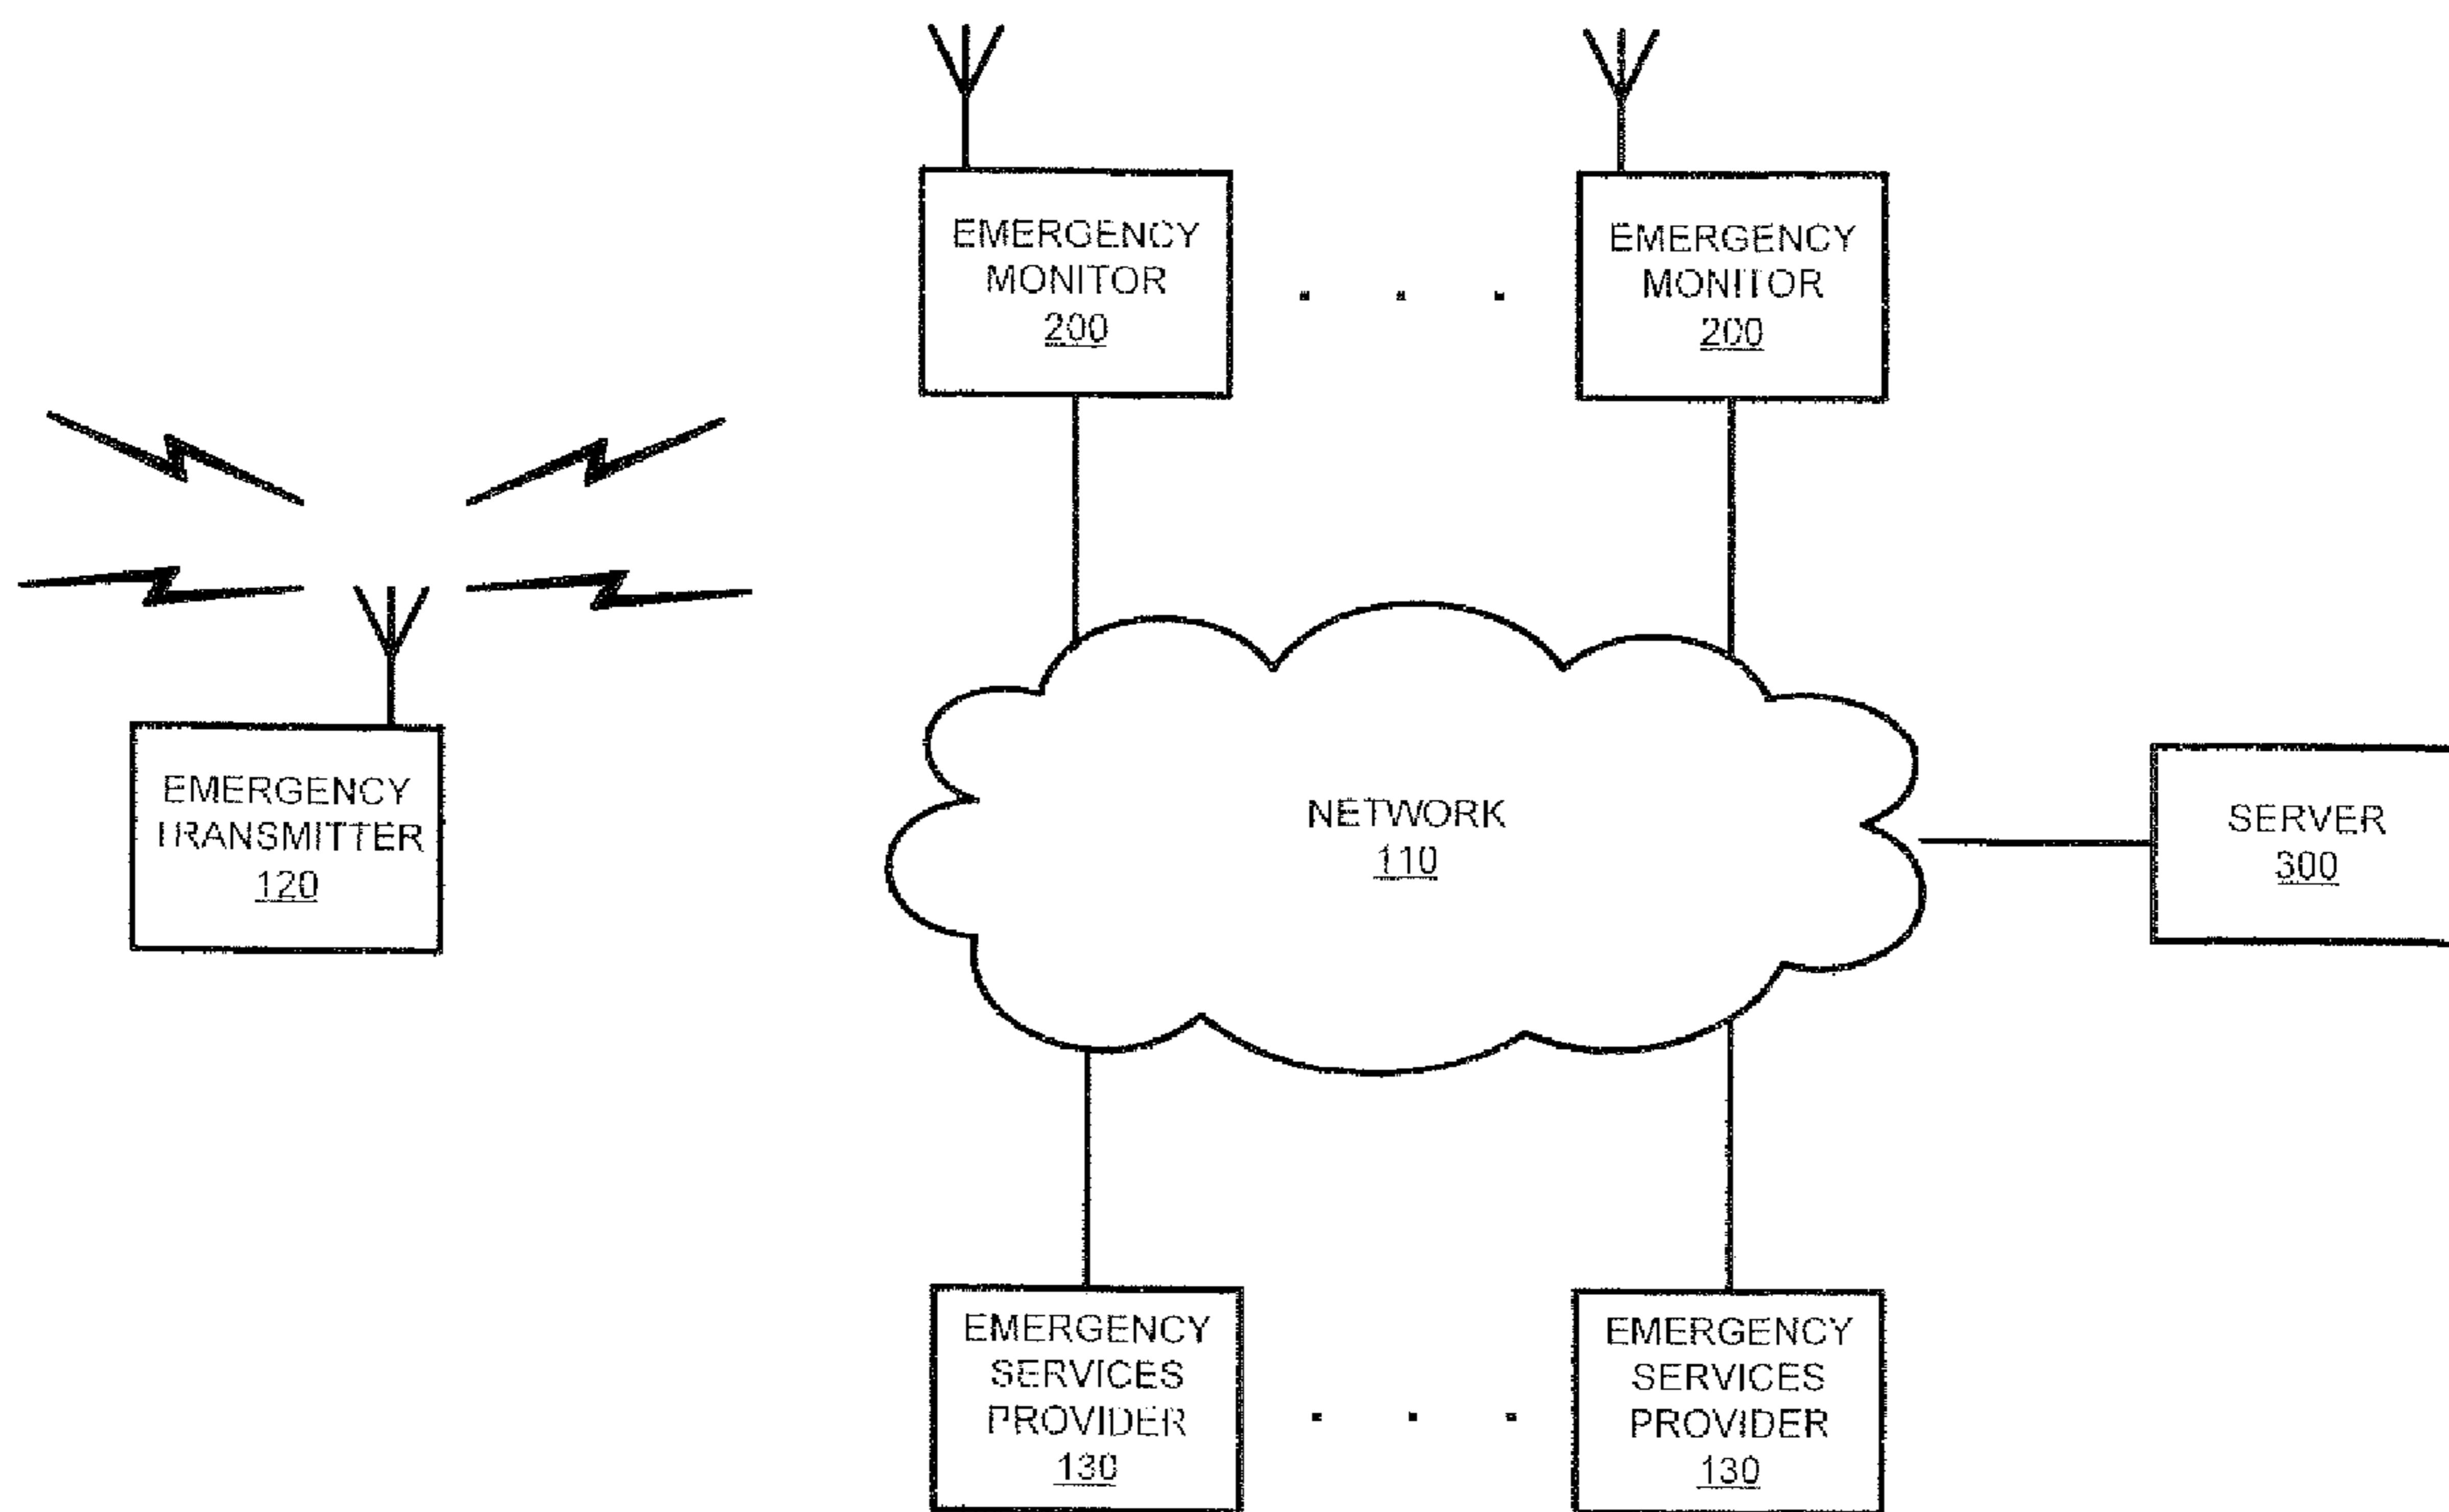 EMERGENCY
MONITOR
200
EMERGENCY
MONITOR
200
EMERGENCY
TRANSMITTER
120
NETWORK
110
SERVER
300
EMERGENCY
SERVICES
PROVIDER
130
EMERGENCY
SERVICES
PROVIDER
130